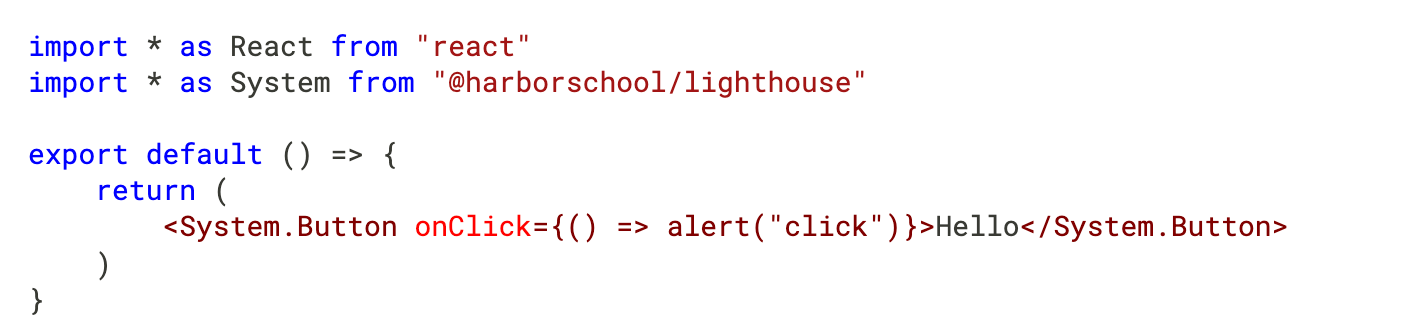 import * as React from "react"
import * as System from "@harborschool/lighthouse"

export default () => {
    return (
        <System.Button onClick={() => alert("click")}>Hello</System.Button>
    )
}